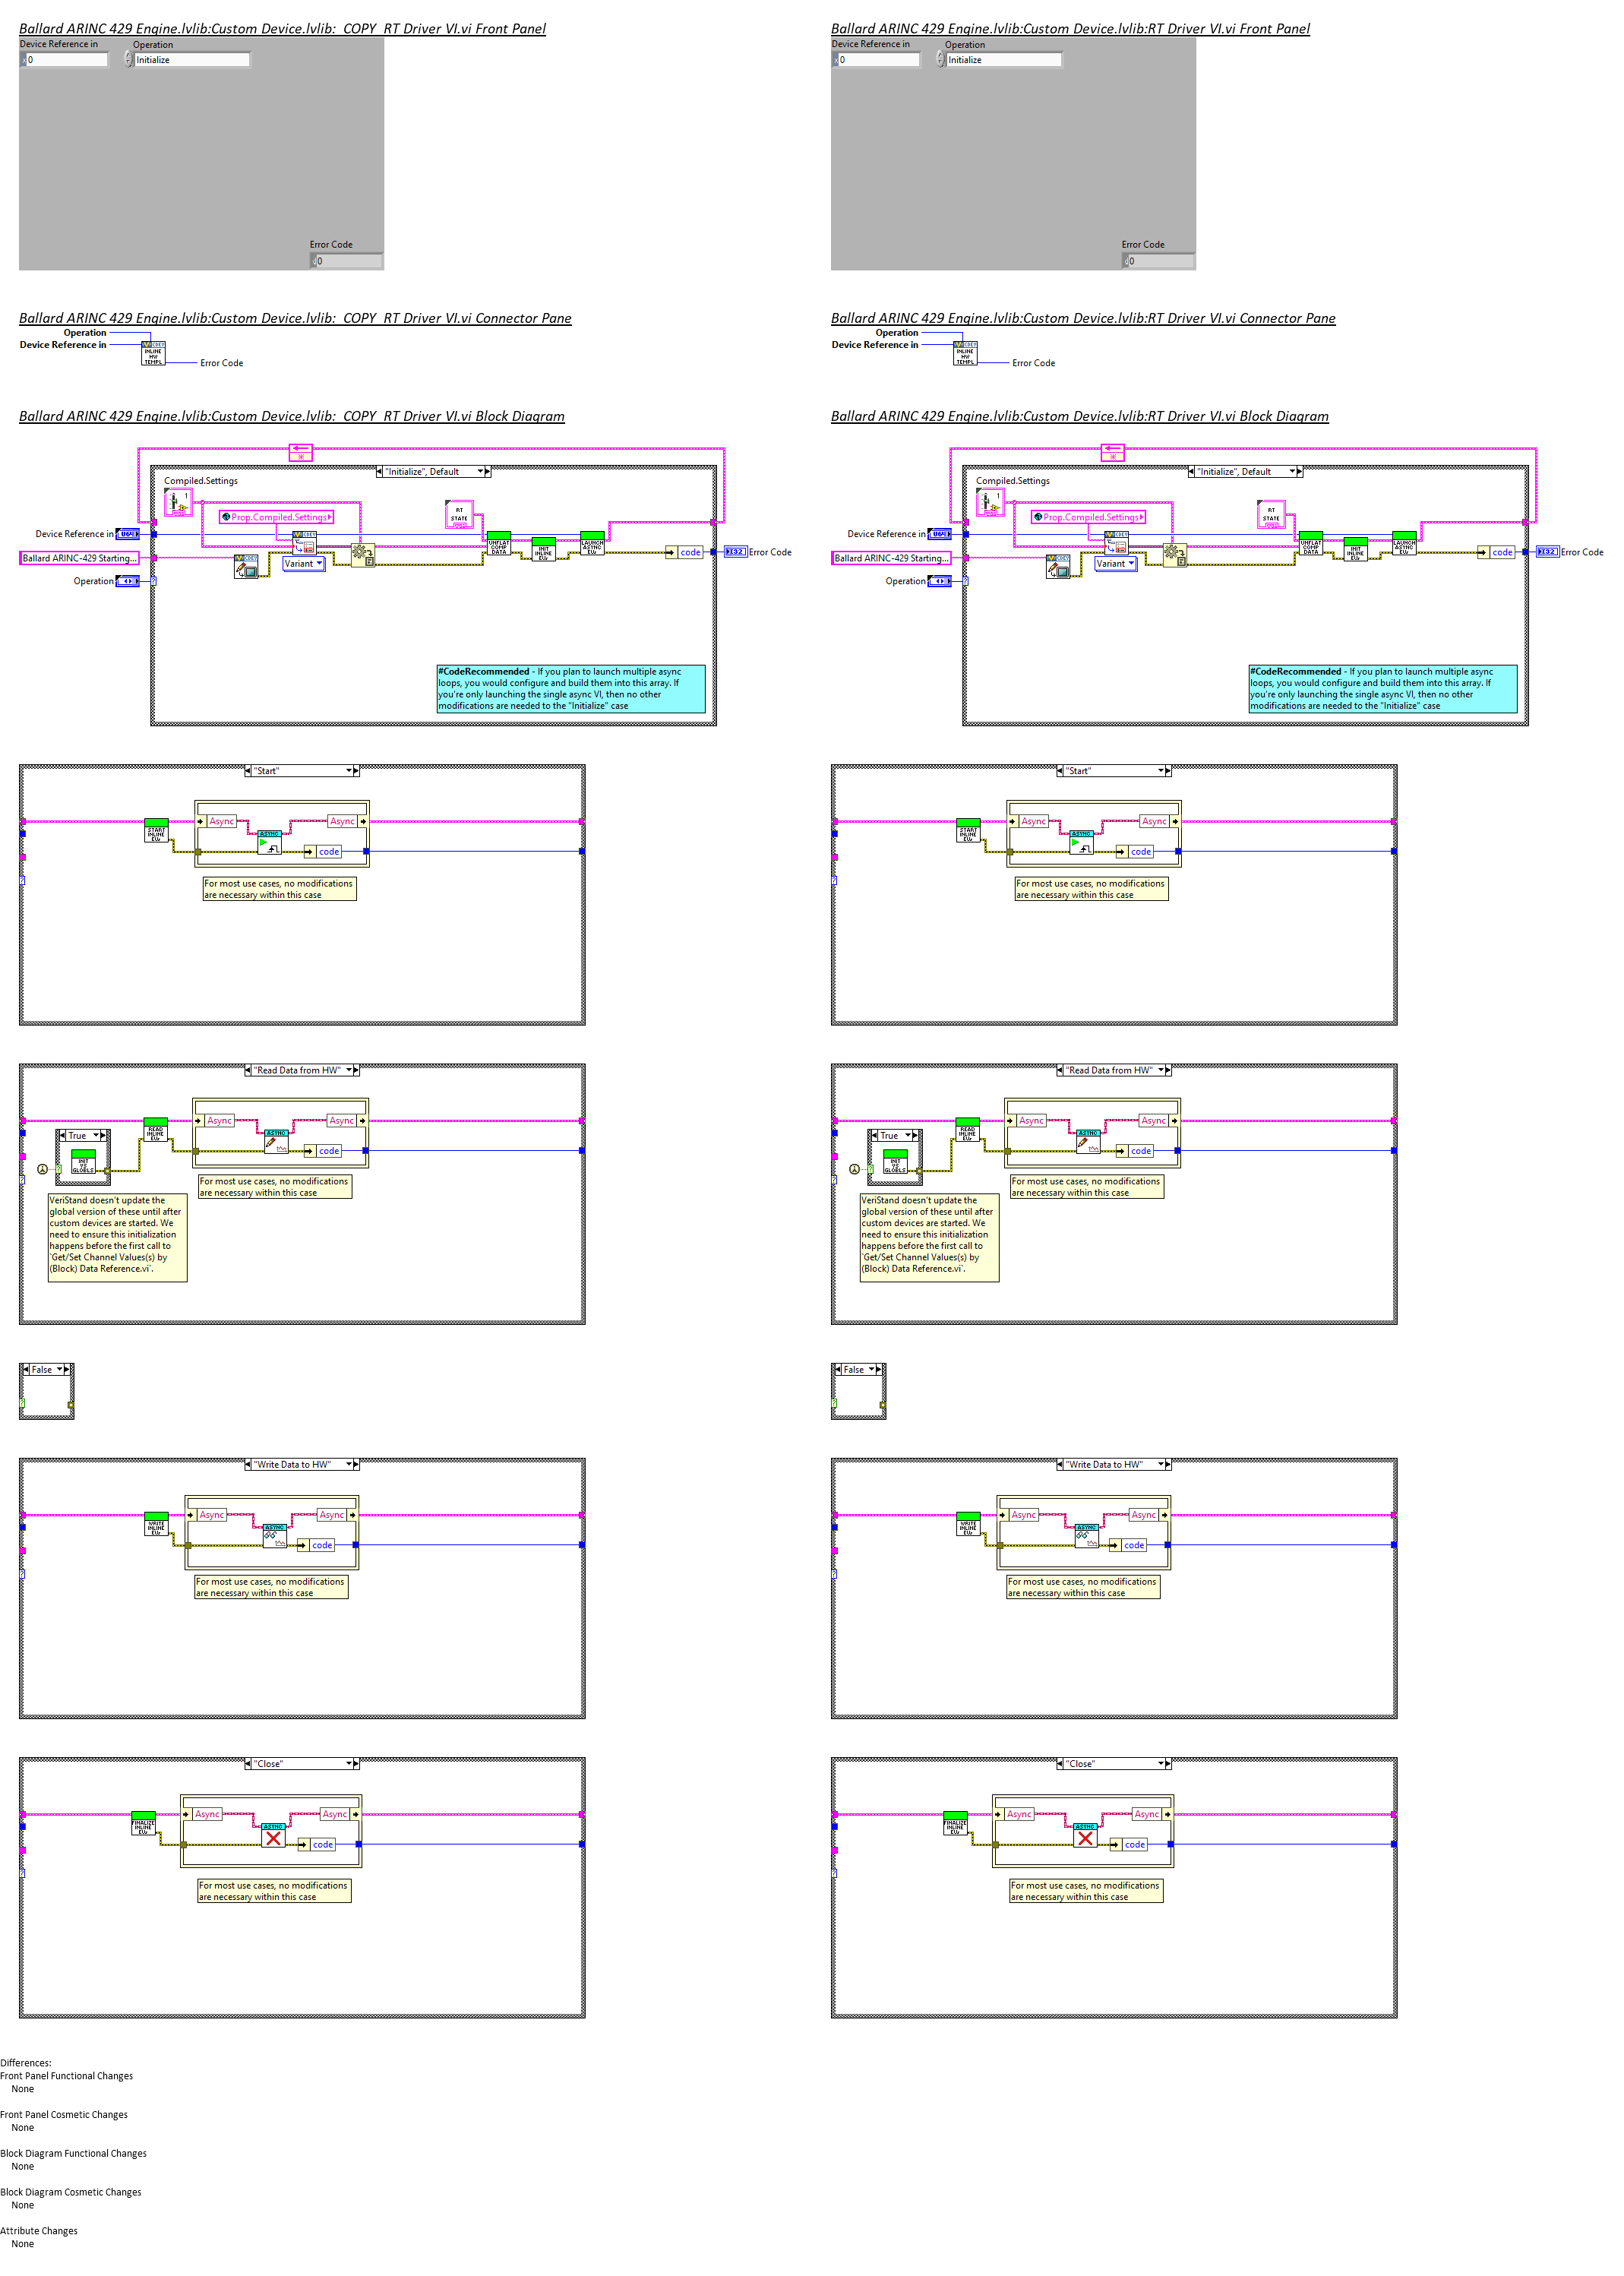 Ballard ARINC 429 Engine.lvlib:Custom Device.lvlib:__COPY__RT Driver VI.vi Front Panel
Device Reference in
Operation
0
Initialize
Error Code
0
Ballard ARINC 429 Engine.lvlib:Custom Device.lvlib:__COPY__RT Driver VI.vi Connector Pane
Operation
Device Reference in
INLINE
HW
TEMPL
Error Code
Ballard ARINC 429 Engine.lvlib:Custom Device.lvlib:__COPY__RT Driver VI.vi Block Diagram
"Initialize", Default
Compiled.Settings
Prop.Compiled.Settings
RT
STATE
Device Reference in
U64
UNFLAT
COMP
DATA
INIT
INLINE
LAUNCH
ASYNC
code
I32
Error Code
Ballard ARINC-429 Starting...
Variant
Operation
#CodeRecommended - If you plan to launch multiple async
loops, you would configure and build them into this array. If
you're only launching the single async VI, then no other
modifications are needed to the "Initialize" case
"Start"
START
INLINE
Async
ASYNC
Async
code
For most use cases, no modifications
are necessary within this case
"Read Data from HW"
READ
INLINE
Async
ASYNC
Async
code
True
INIT
VS
GLOBLS
For most use cases, no modifications
are necessary within this case
VeriStand doesn't update the
global version of these until after
custom devices are started. We
need to ensure this initialization
happens before the first call to
`Get/Set Channel Values(s) by
(Block) Data Reference.vi`.
False
"Write Data to HW"
WRITE
INLINE
Async
ASYNC
Async
code
For most use cases, no modifications
are necessary within this case
"Close"
FINALIZE
INLINE
Async
ASYNC
Async
code
For most use cases, no modifications
are necessary within this case
Differences:
Front Panel Functional Changes
None
Front Panel Cosmetic Changes
None
Block Diagram Functional Changes
None
Block Diagram Cosmetic Changes
None
Attribute Changes
None
Ballard ARINC 429 Engine.lvlib:Custom Device.lvlib:RT Driver VI.vi Front Panel
Device Reference in
Operation
0
Initialize
Error Code
0
Ballard ARINC 429 Engine.lvlib:Custom Device.lvlib:RT Driver VI.vi Connector Pane
Operation
Device Reference in
INLINE
HW
TEMPL
Error Code
Ballard ARINC 429 Engine.lvlib:Custom Device.lvlib:RT Driver VI.vi Block Diagram
"Initialize", Default
Compiled.Settings
Prop.Compiled.Settings
RT
STATE
Device Reference in
U64
UNFLAT
COMP
DATA
INIT
INLINE
LAUNCH
ASYNC
code
I32
Error Code
Ballard ARINC-429 Starting...
Variant
Operation
#CodeRecommended - If you plan to launch multiple async
loops, you would configure and build them into this array. If
you're only launching the single async VI, then no other
modifications are needed to the "Initialize" case
"Start"
START
INLINE
Async
ASYNC
Async
code
For most use cases, no modifications
are necessary within this case
"Read Data from HW"
READ
INLINE
Async
ASYNC
Async
code
True
INIT
VS
GLOBLS
For most use cases, no modifications
are necessary within this case
VeriStand doesn't update the
global version of these until after
custom devices are started. We
need to ensure this initialization
happens before the first call to
`Get/Set Channel Values(s) by
(Block) Data Reference.vi`.
False
"Write Data to HW"
WRITE
INLINE
Async
ASYNC
Async
code
For most use cases, no modifications
are necessary within this case
"Close"
FINALIZE
INLINE
Async
ASYNC
Async
code
For most use cases, no modifications
are necessary within this case